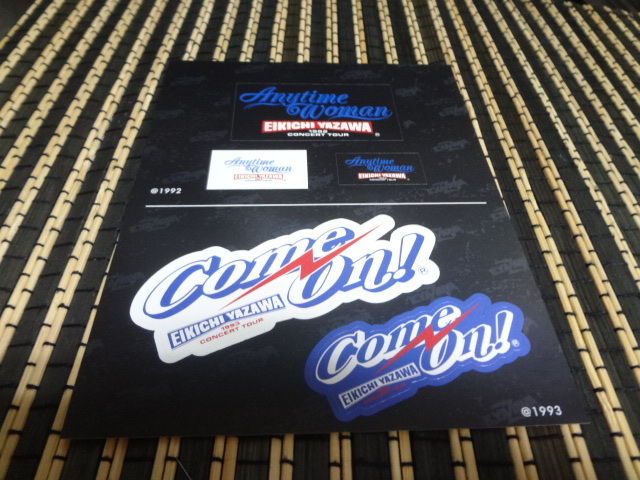 Anytime
Woman
EIKICHI YAZAWA
1992
CONCERT TOUR
®
Anytime
Woman
EIKICHI YAZAWA
Anytime
Woman
EIKICHI YAZAWA
@1992
Come On!
®
EIKICHI YAZAWA
1993
CONCERT TOUR
Come On!
®
EIKICHI YAZAWA
@1993